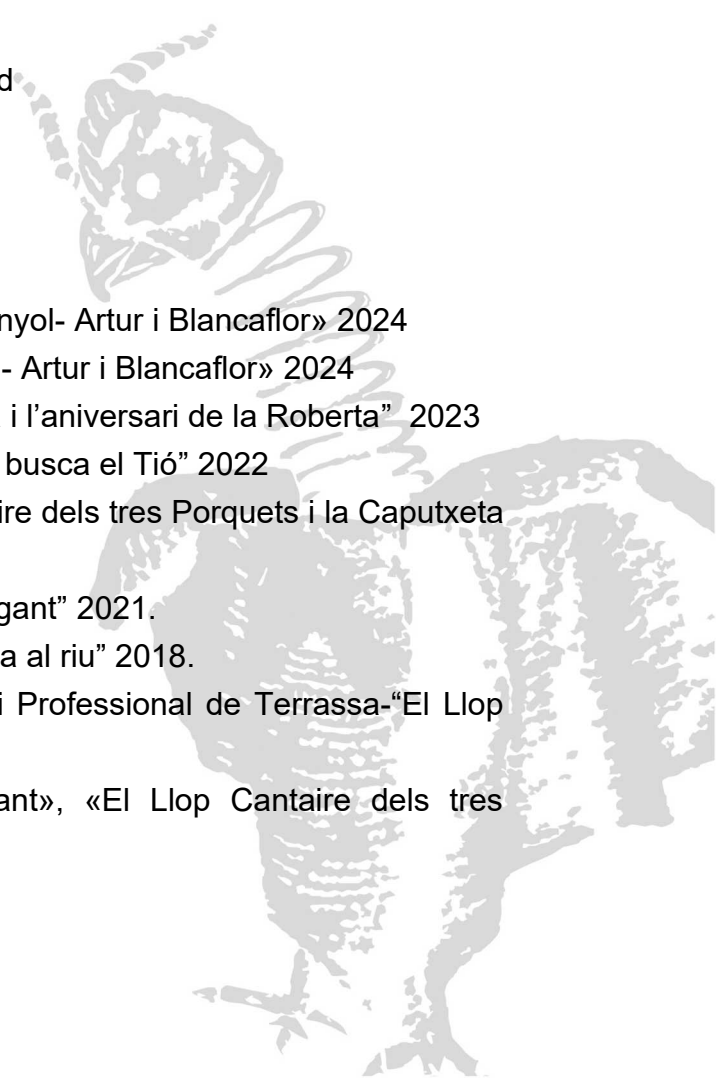 d
nyol- Artur i Blancaflor» 2024
- Artur i Blancaflor» 2024
i l’aniversari de la Roberta” 2023
busca el Tió” 2022
ire dels tres Porquets i la Caputxeta
gant” 2021.
a al riu” 2018.
i Professional de Terrassa-“El Llop
ant», «El Llop Cantaire dels tres